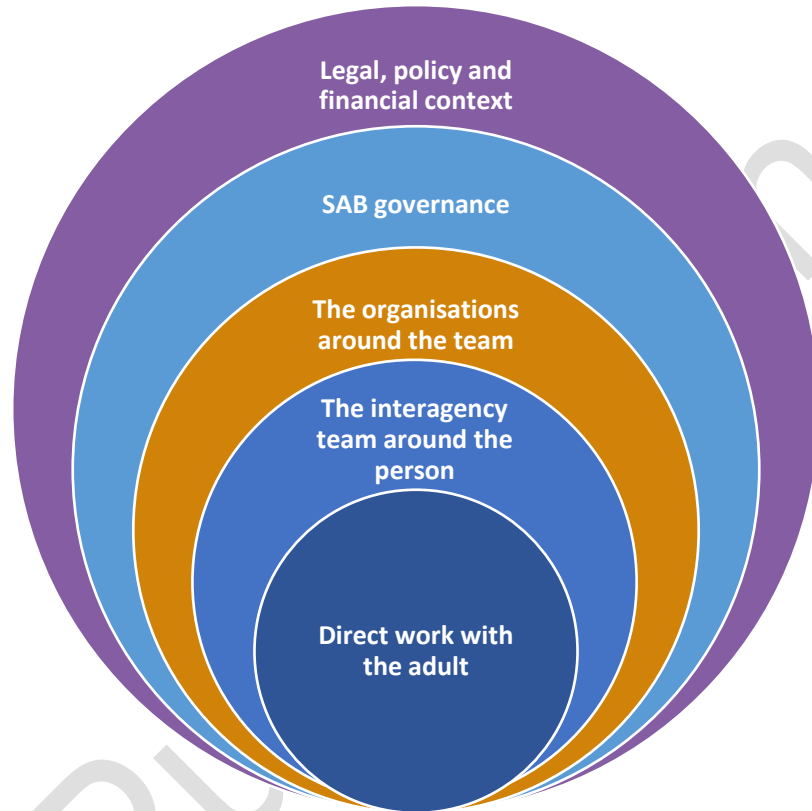 Legal, policy and
financial context
SAB governance
The organisations
around the team
The interagency
team around the
person
Direct work with
the adult